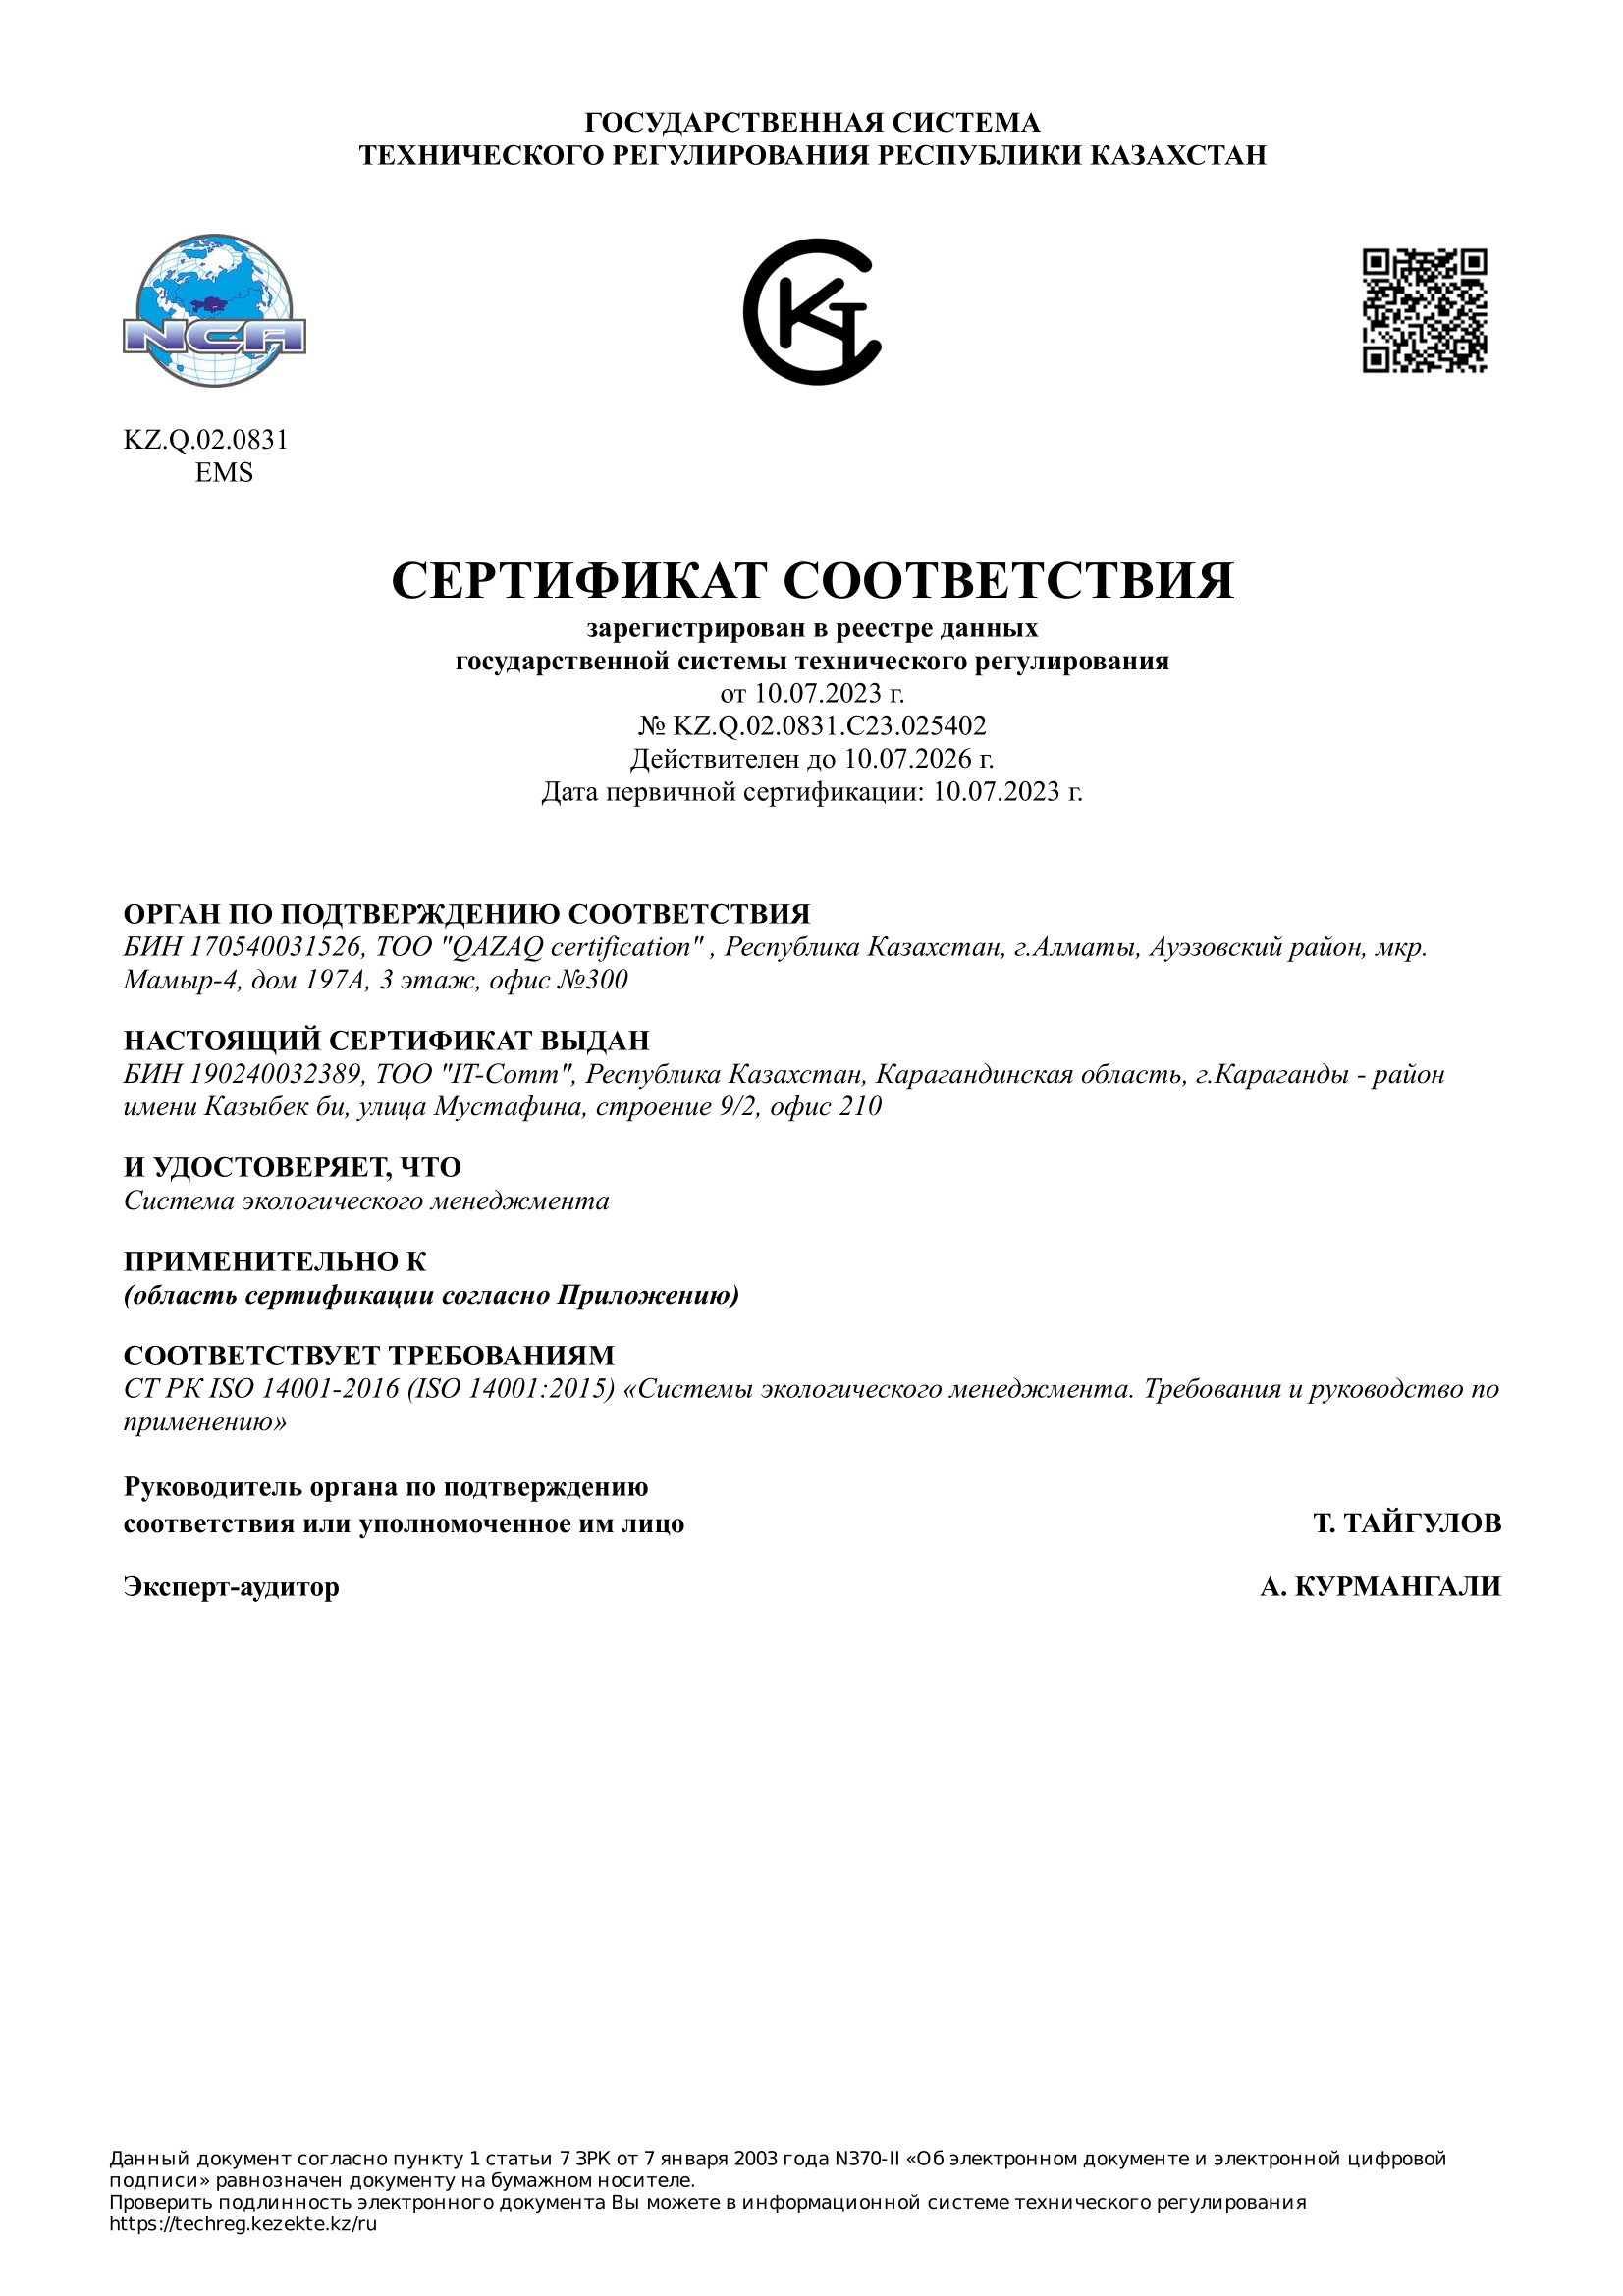 ГОСУДАРСТВЕННАЯ СИСТЕМА
ТЕХНИЧЕСКОГО РЕГУЛИРОВАНИЯ РЕСПУБЛИКИ КАЗАХСТАН
NCA
KT
KZ.Q.02.0831
EMS
СЕРТИФИКАТ СООТВЕТСТВИЯ
зарегистрирован в реестре данных
государственной системы технического регулирования
от 10.07.2023 г.
№ KZ.Q.02.0831.C23.025402
Действителен до 10.07.2026 г.
Дата первичной сертификации: 10.07.2023 г.
ОРГАН ПО ПОДТВЕРЖДЕНИЮ СООТВЕТСТВИЯ
БИН 170540031526, ТОО "QAZAQ certification" , Республика Казахстан, г.Алматы, Ауэзовский район, мкр.
Мамыр-4, дом 197А, 3 этаж, офис №300
НАСТОЯЩИЙ СЕРТИФИКАТ ВЫДАН
БИН 190240032389, ТОО "IT-Comm", Республика Казахстан, Карагандинская область, г.Караганды - район
имени Казыбек би, улица Мустафина, строение 9/2, офис 210
И УДОСТОВЕРЯЕТ, ЧТО
Система экологического менеджмента
ПРИМЕНИТЕЛЬНО К
(область сертификации согласно Приложению)
СООТВЕТСТВУЕТ ТРЕБОВАНИЯМ
СТ РК ISO 14001-2016 (ISO 14001:2015) «Системы экологического менеджмента. Требования и руководство по
применению»
Руководитель органа по подтверждению
соответствия или уполномоченное им лицо Т. ТАЙГУЛОВ
Эксперт-аудитор А. КУРМАНГАЛИ
Данный документ согласно пункту 1 статьи 7 ЗРК от 7 января 2003 года N370-II «Об электронном документе и электронной цифровой
подписи» равнозначен документу на бумажном носителе.
Проверить подлинность электронного документа Вы можете в информационной системе технического регулирования
https://techreg.kezekte.kz/ru